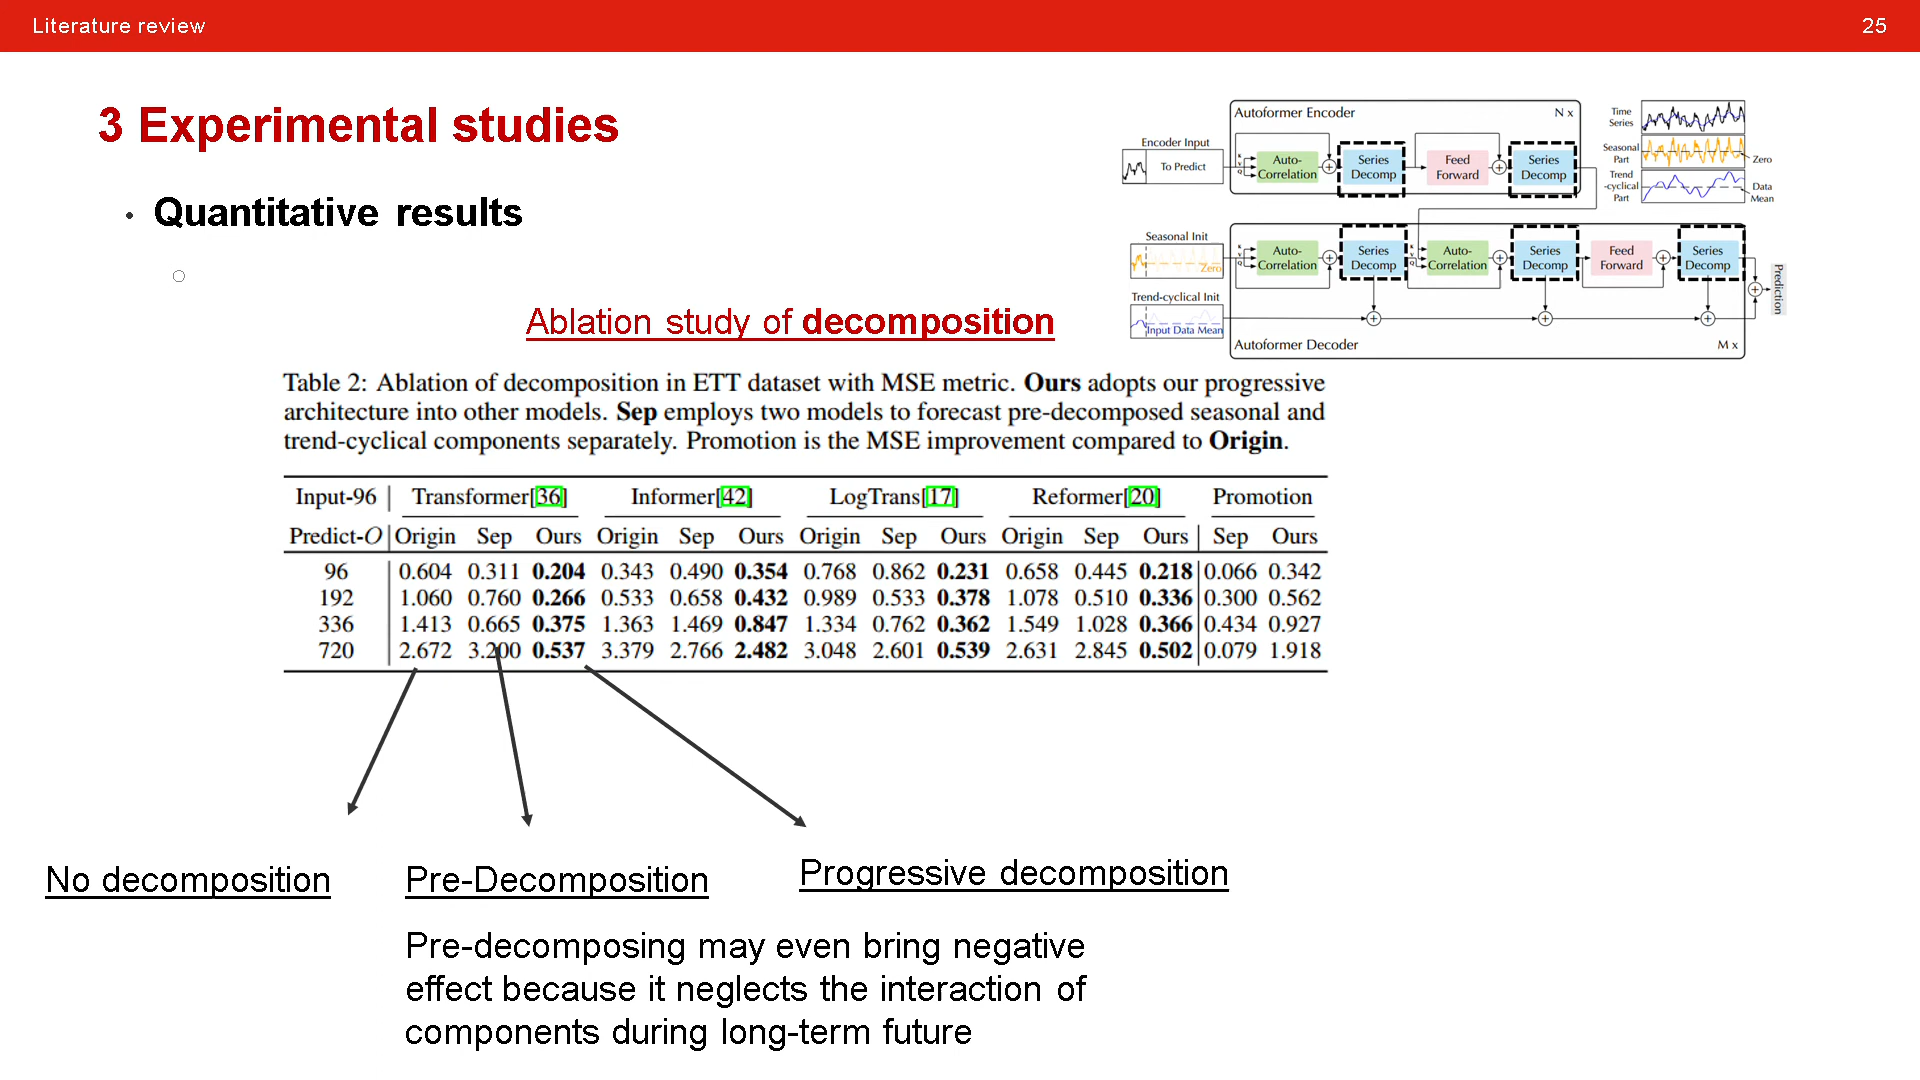 Literature review
25
3 Experimental studies
• Quantitative results
○
Ablation study of decomposition
Autoformer Encoder
N x
Encoder Input
To Predict
K
V
Q
Auto-
Correlation
Series
Decomp
Feed
Forward
Series
Decomp
Time
Series
Seasonal
Part
Zero
Trend
-cyclical
Part
Data
Mean
Seasonal Init
Zero
K
V
Q
Auto-
Correlation
Series
Decomp
K
V
Q
Auto-
Correlation
Series
Decomp
Feed
Forward
Series
Decomp
Prediction
Trend-cyclical Init
Input Data Mean
Autoformer Decoder
M x
Table 2: Ablation of decomposition in ETT dataset with MSE metric. Ours adopts our progressive
architecture into other models. Sep employs two models to forecast pre-decomposed seasonal and
trend-cyclical components separately. Promotion is the MSE improvement compared to Origin.
Input-96 Transformer[36] Informer[42] LogTrans[17] Reformer[20] Promotion
Predict-O Origin Sep Ours Origin Sep Ours Origin Sep Ours Origin Sep Ours Sep Ours
96 0.604 0.311 0.204 0.343 0.490 0.354 0.768 0.862 0.231 0.658 0.445 0.218 0.066 0.342
192 1.060 0.760 0.266 0.533 0.658 0.432 0.989 0.533 0.378 1.078 0.510 0.336 0.300 0.562
336 1.413 0.665 0.375 1.363 1.469 0.847 1.334 0.762 0.362 1.549 1.028 0.366 0.434 0.927
720 2.672 3.200 0.537 3.379 2.766 2.482 3.048 2.601 0.539 2.631 2.845 0.502 0.079 1.918
No decomposition
Pre-Decomposition
Progressive decomposition
Pre-decomposing may even bring negative
effect because it neglects the interaction of
components during long-term future